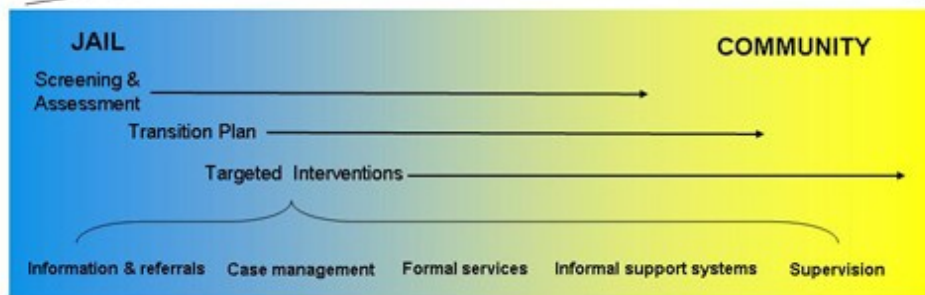 JAIL
COMMUNITY
Screening &
Assessment
Transition Plan
Targeted Interventions
Information & referrals Case management Formal services Informal support systems Supervision